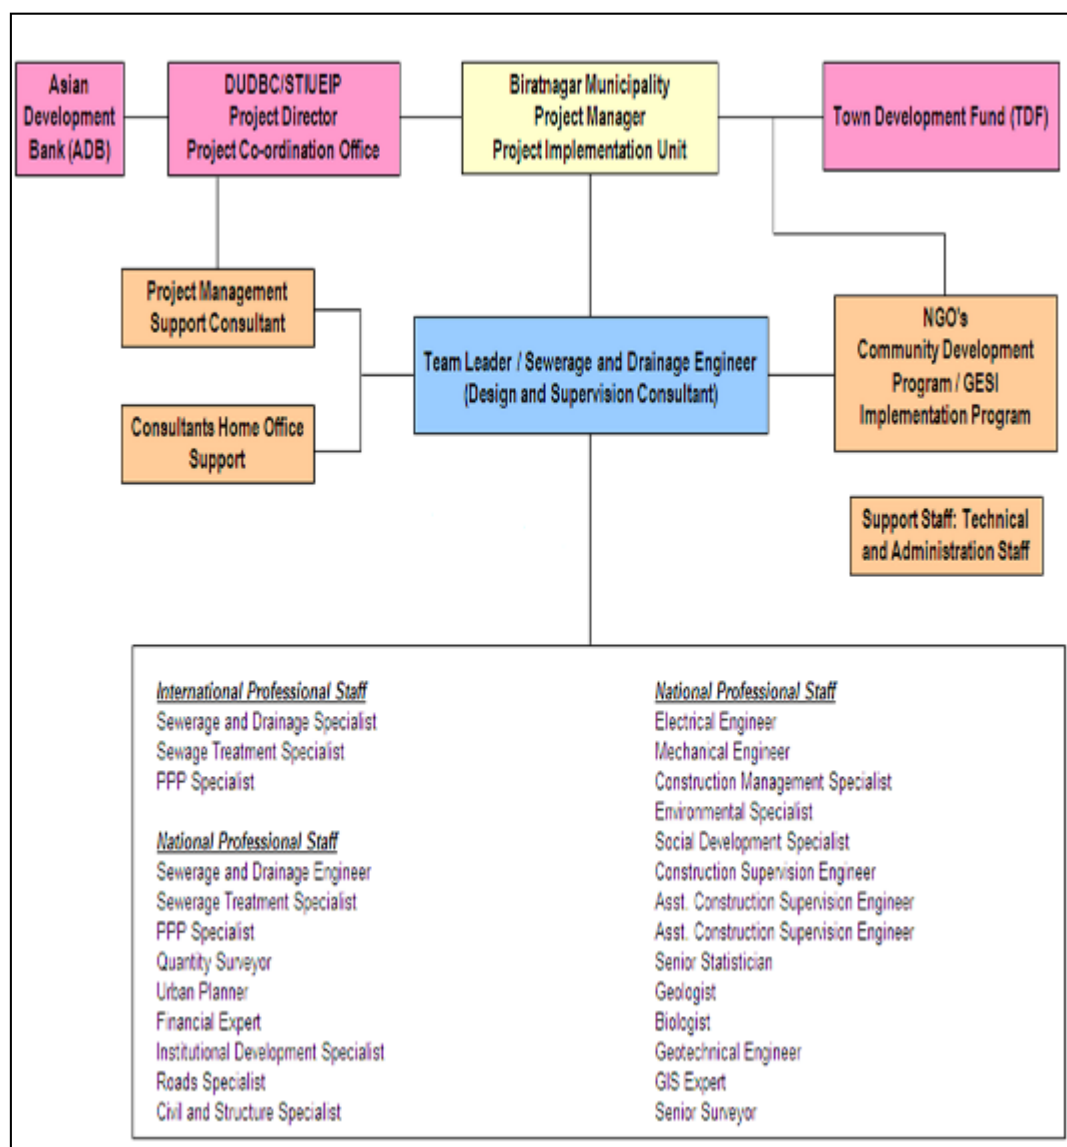 Asian
Development
Bank (ADB)
DUDBC/STIUEIP
Project Director
Project Co-ordination Office
Biratnagar Municipality
Project Manager
Project Implementation Unit
Town Development Fund (TDF)
Project Management
Support Consultant
Team Leader / Sewerage and Drainage Engineer
(Design and Supervision Consultant)
NGO's
Community Development
Program / GESI
Implementation Program
Consultants Home Office
Support
Support Staff: Technical
and Administration Staff
International Professional Staff
Sewerage and Drainage Specialist
Sewage Treatment Specialist
PPP Specialist
National Professional Staff
Sewerage and Drainage Engineer
Sewerage Treatment Specialist
PPP Specialist
Quantity Surveyor
Urban Planner
Financial Expert
Institutional Development Specialist
Roads Specialist
Civil and Structure Specialist
National Professional Staff
Electrical Engineer
Mechanical Engineer
Construction Management Specialist
Environmental Specialist
Social Development Specialist
Construction Supervision Engineer
Asst. Construction Supervision Engineer
Asst. Construction Supervision Engineer
Senior Statistician
Geologist
Biologist
Geotechnical Engineer
GIS Expert
Senior Surveyor